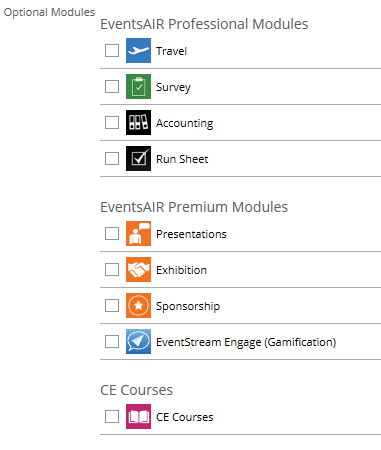 Optional Modules
EventsAIR Professional Modules
Travel
Survey
Accounting
Run Sheet
EventsAIR Premium Modules
Presentations
Exhibition
Sponsorship
EventStream Engage (Gamification)
CE Courses
CE Courses